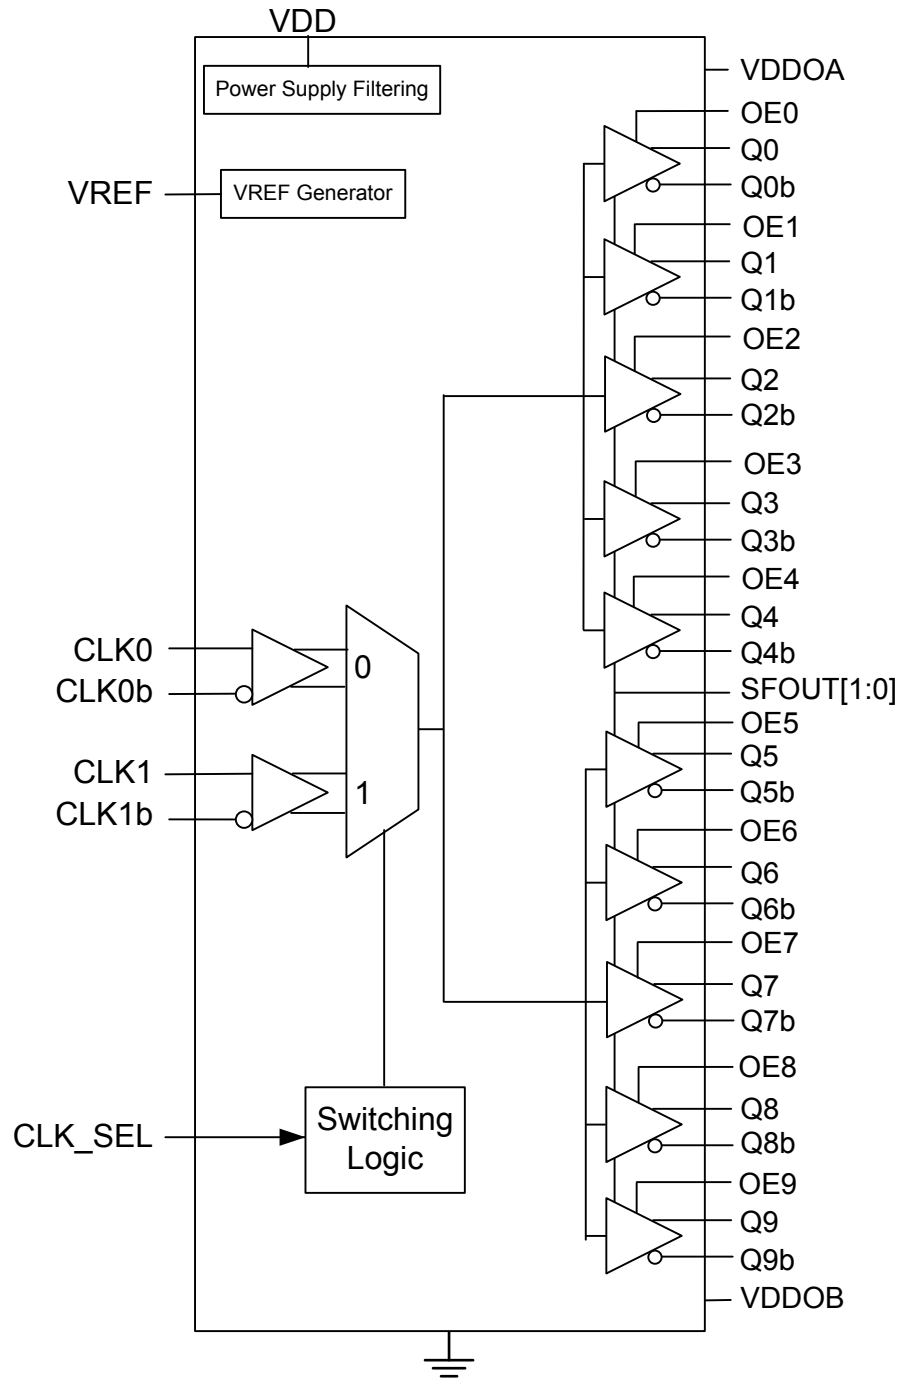 VDD
Power Supply Filtering
VDDOA
OE0
Q0
Q0b
VREF
VREF Generator
OE1
Q1
Q1b
OE2
Q2
Q2b
OE3
Q3
Q3b
OE4
Q4
Q4b
CLK0
CLK0b
0
CLK1
CLK1b
1
SFOUT[1:0]
OE5
Q5
Q5b
OE6
Q6
Q6b
OE7
Q7
Q7b
OE8
Q8
Q8b
CLK_SEL
Switching
Logic
OE9
Q9
Q9b
VDDOB